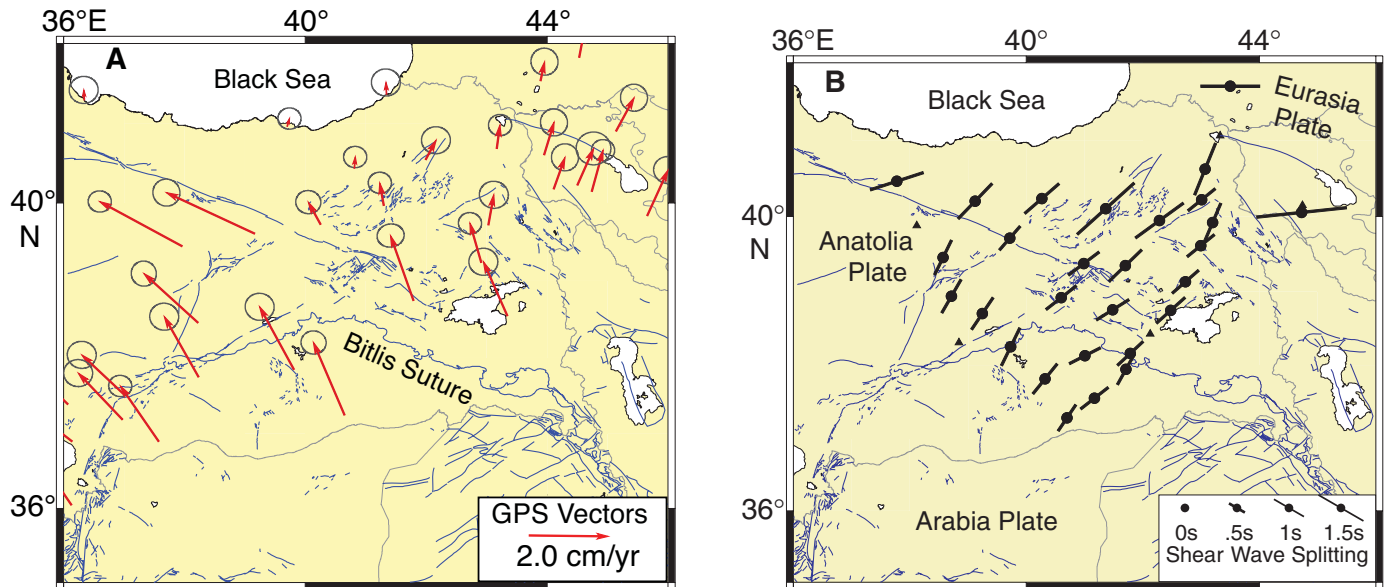 36°E
40°
44°
A
Black Sea
40°
N
Bitlis Suture
36°
GPS Vectors
2.0 cm/yr
36°E
40°
44°
B
Black Sea
Eurasia
Plate
40°
N
Anatolia
Plate
36°
Arabia Plate
0s .5s 1s 1.5s
Shear Wave Splitting